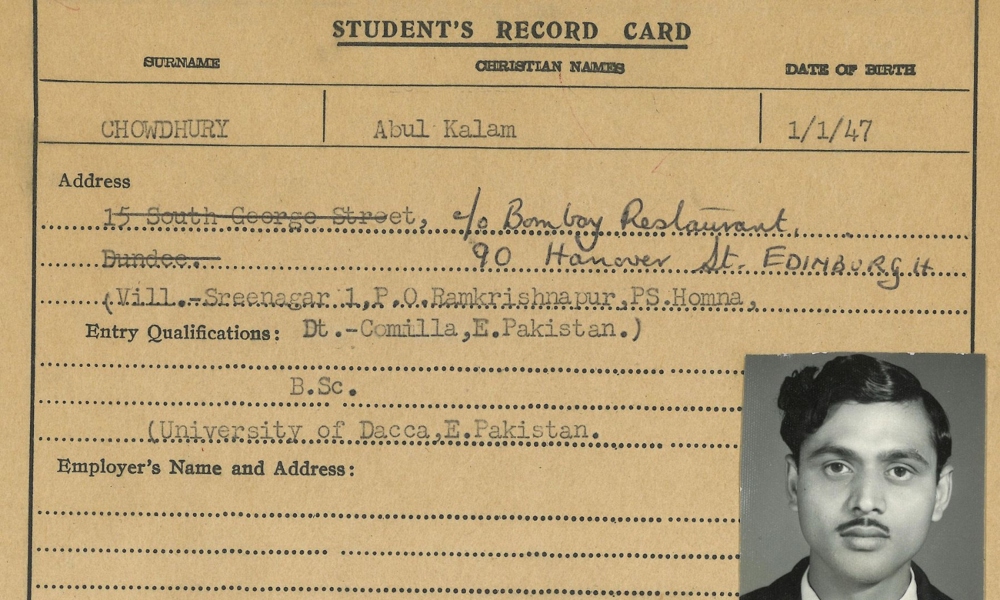 STUDENT'S RECORD CARD
SURNAME CHRISTIAN NAMES DATE OF BIRTH
CHOWDHURY Abul Kalam 1/1/47
Address
15 South George Street, c/o Bombay Restaurant,
Dundee. 90 Hanover St. EDINBURGH
(Vill.-Sreenagar 1,P.O.Ramkrishnapur,PS.Homna,
Entry Qualifications: Dt.-Comilla,E.Pakistan.)
B.Sc.
(University of Dacca,E.Pakistan.
Employer's Name and Address: